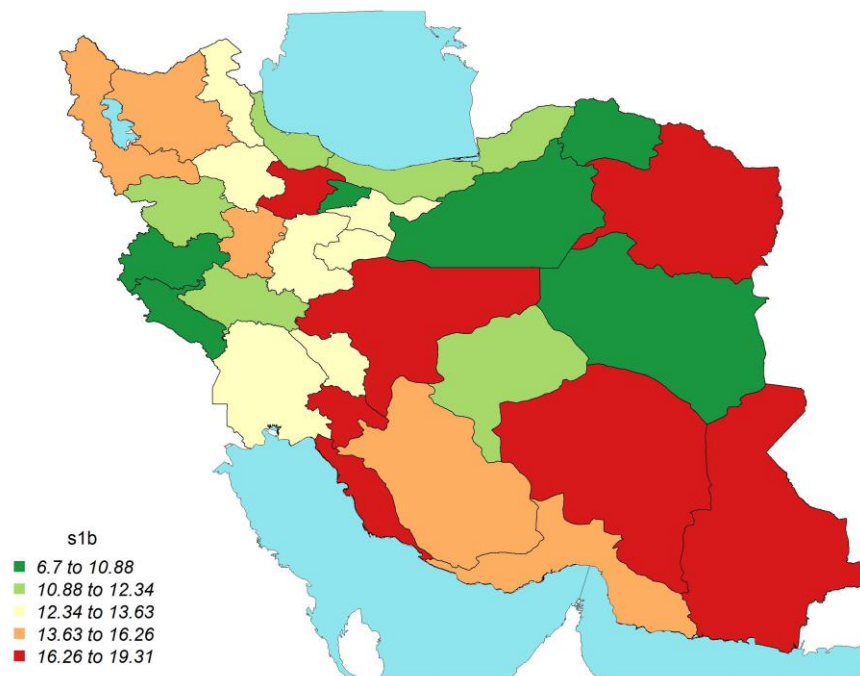 s1b
6.7 to 10.88
10.88 to 12.34
12.34 to 13.63
13.63 to 16.26
16.26 to 19.31